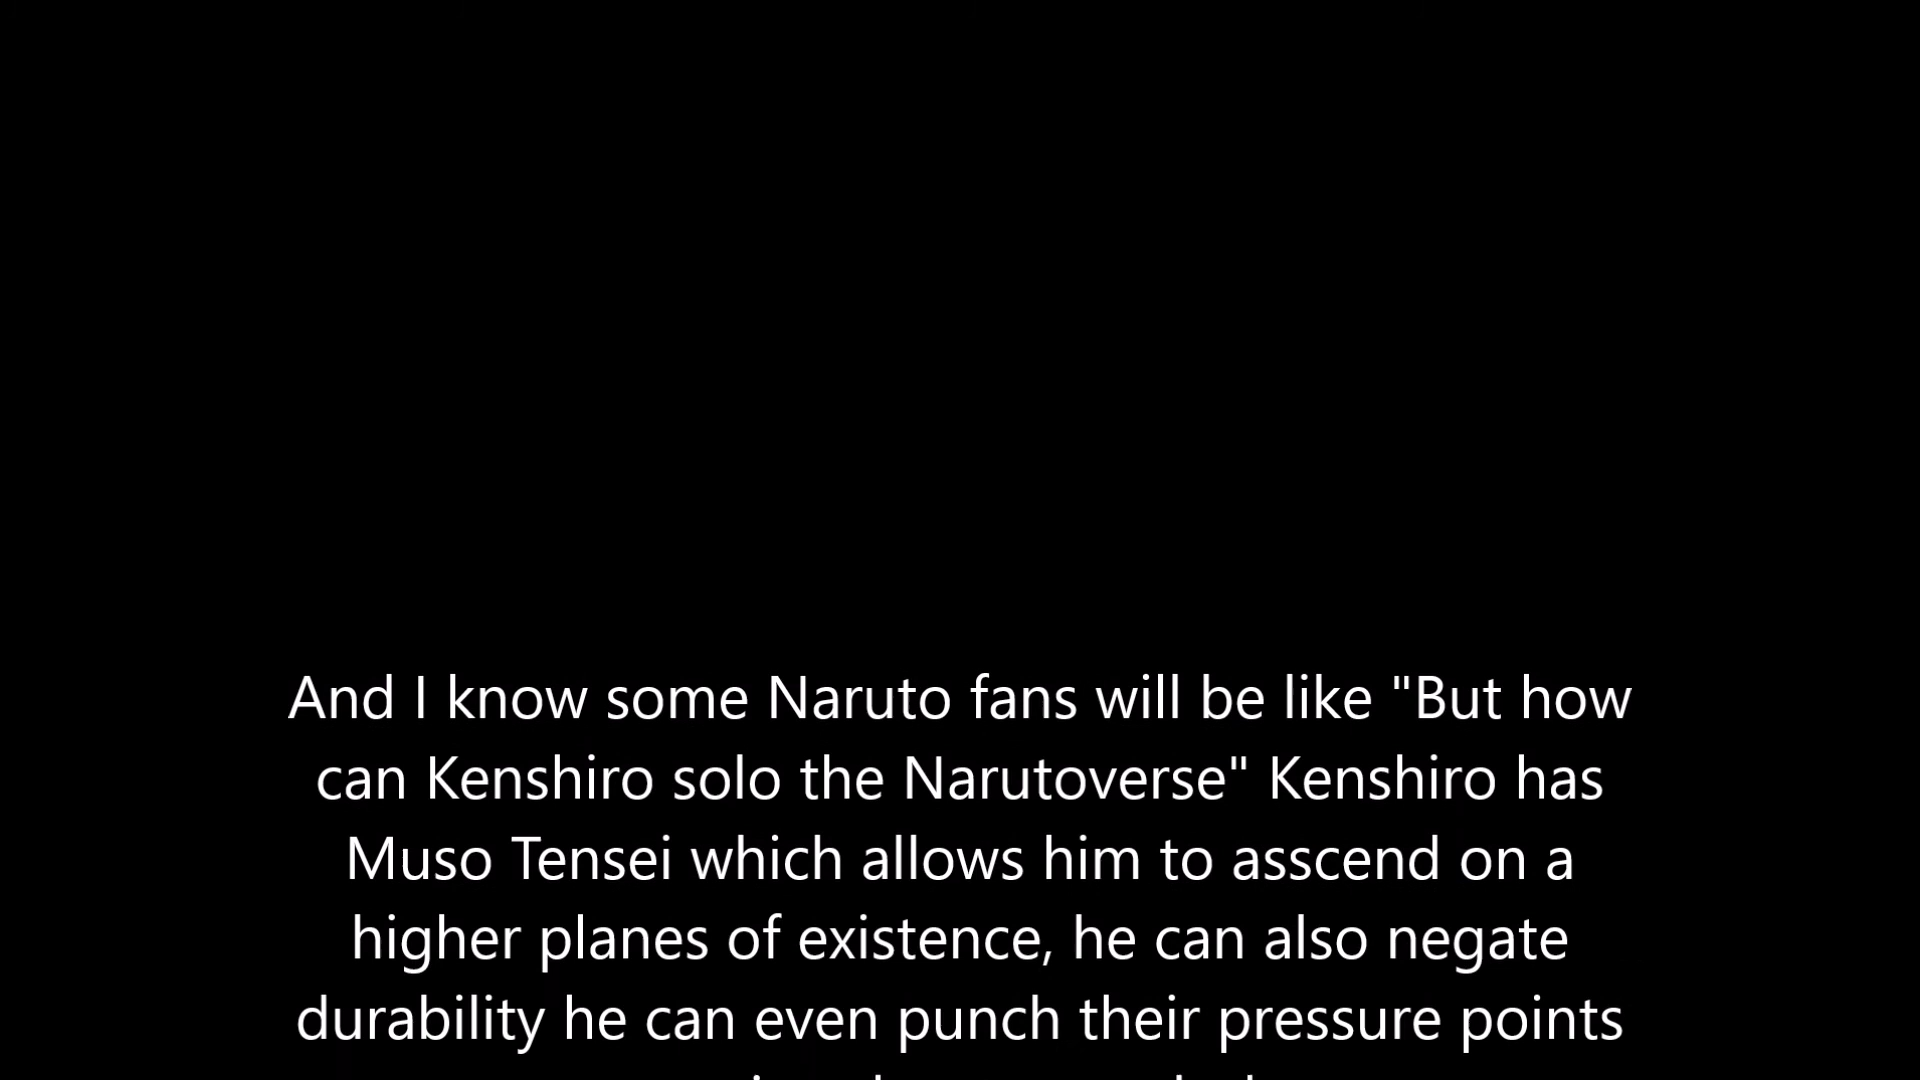 And I know some Naruto fans will be like "But how
can Kenshiro solo the Narutoverse" Kenshiro has
Muso Tensei which allows him to asscend on a
higher planes of existence, he can also negate
durability he can even punch their pressure points